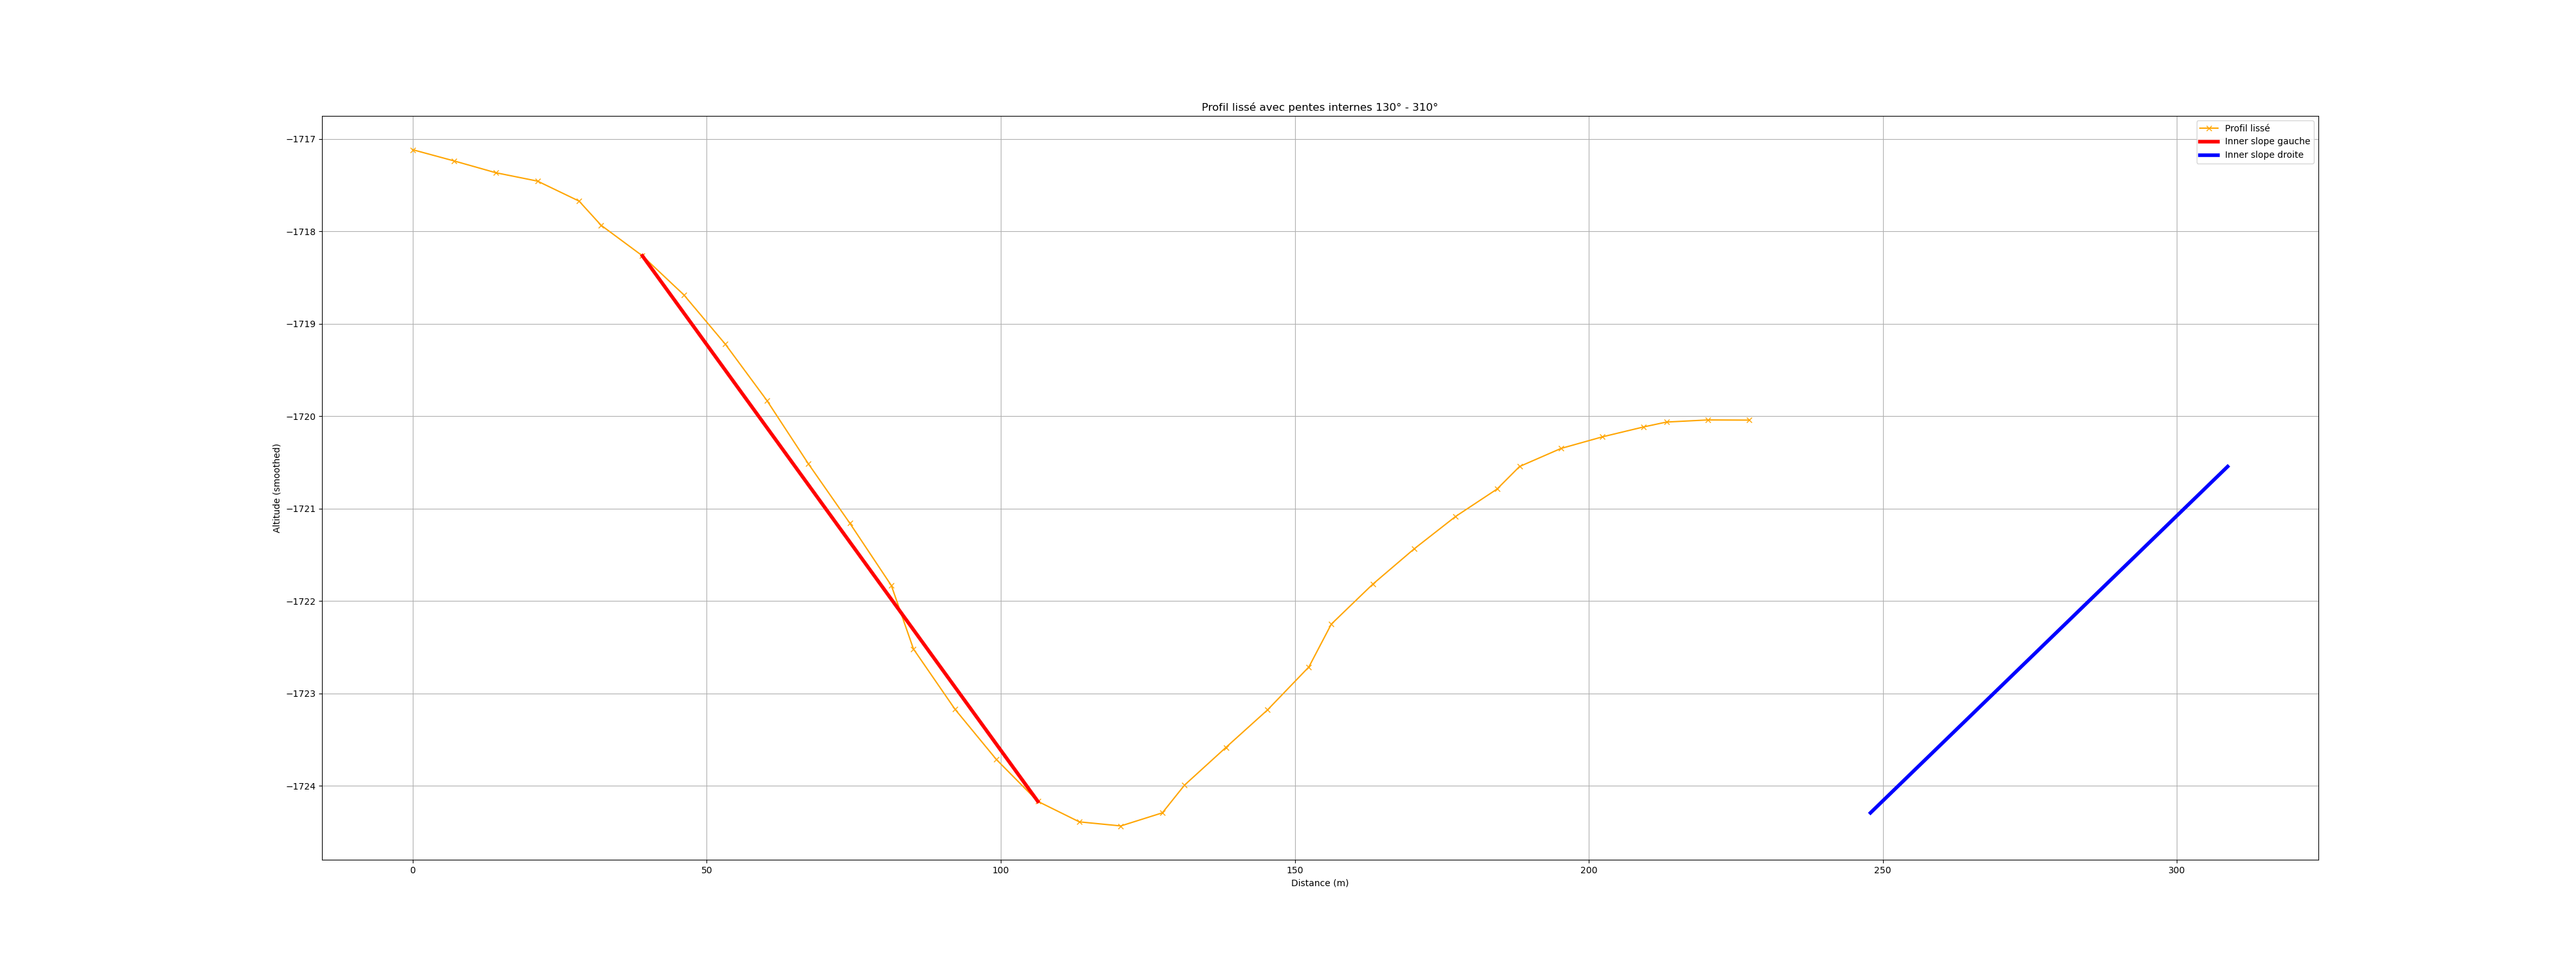 Profil lissé avec pentes internes 130° - 310°
Profil lissé
Inner slope gauche
Inner slope droite
−1717
−1718
−1719
−1720
−1721
−1722
−1723
−1724
Altitude (smoothed)
0
50
100
150
200
250
300
Distance (m)